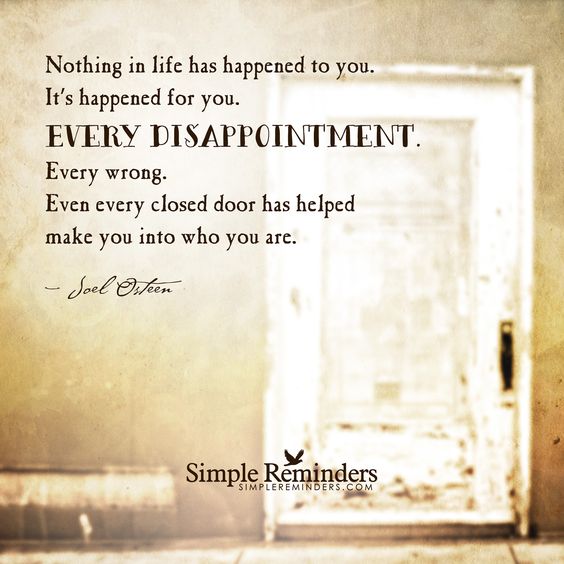 Nothing in life has happened to you.
It's happened for you.
EVERY DISAPPOINTMENT.
Every wrong.
Even every closed door has helped
make you into who you are.
— Joel Osteen
Simple Reminders
SIMPLEREMINDERS.COM